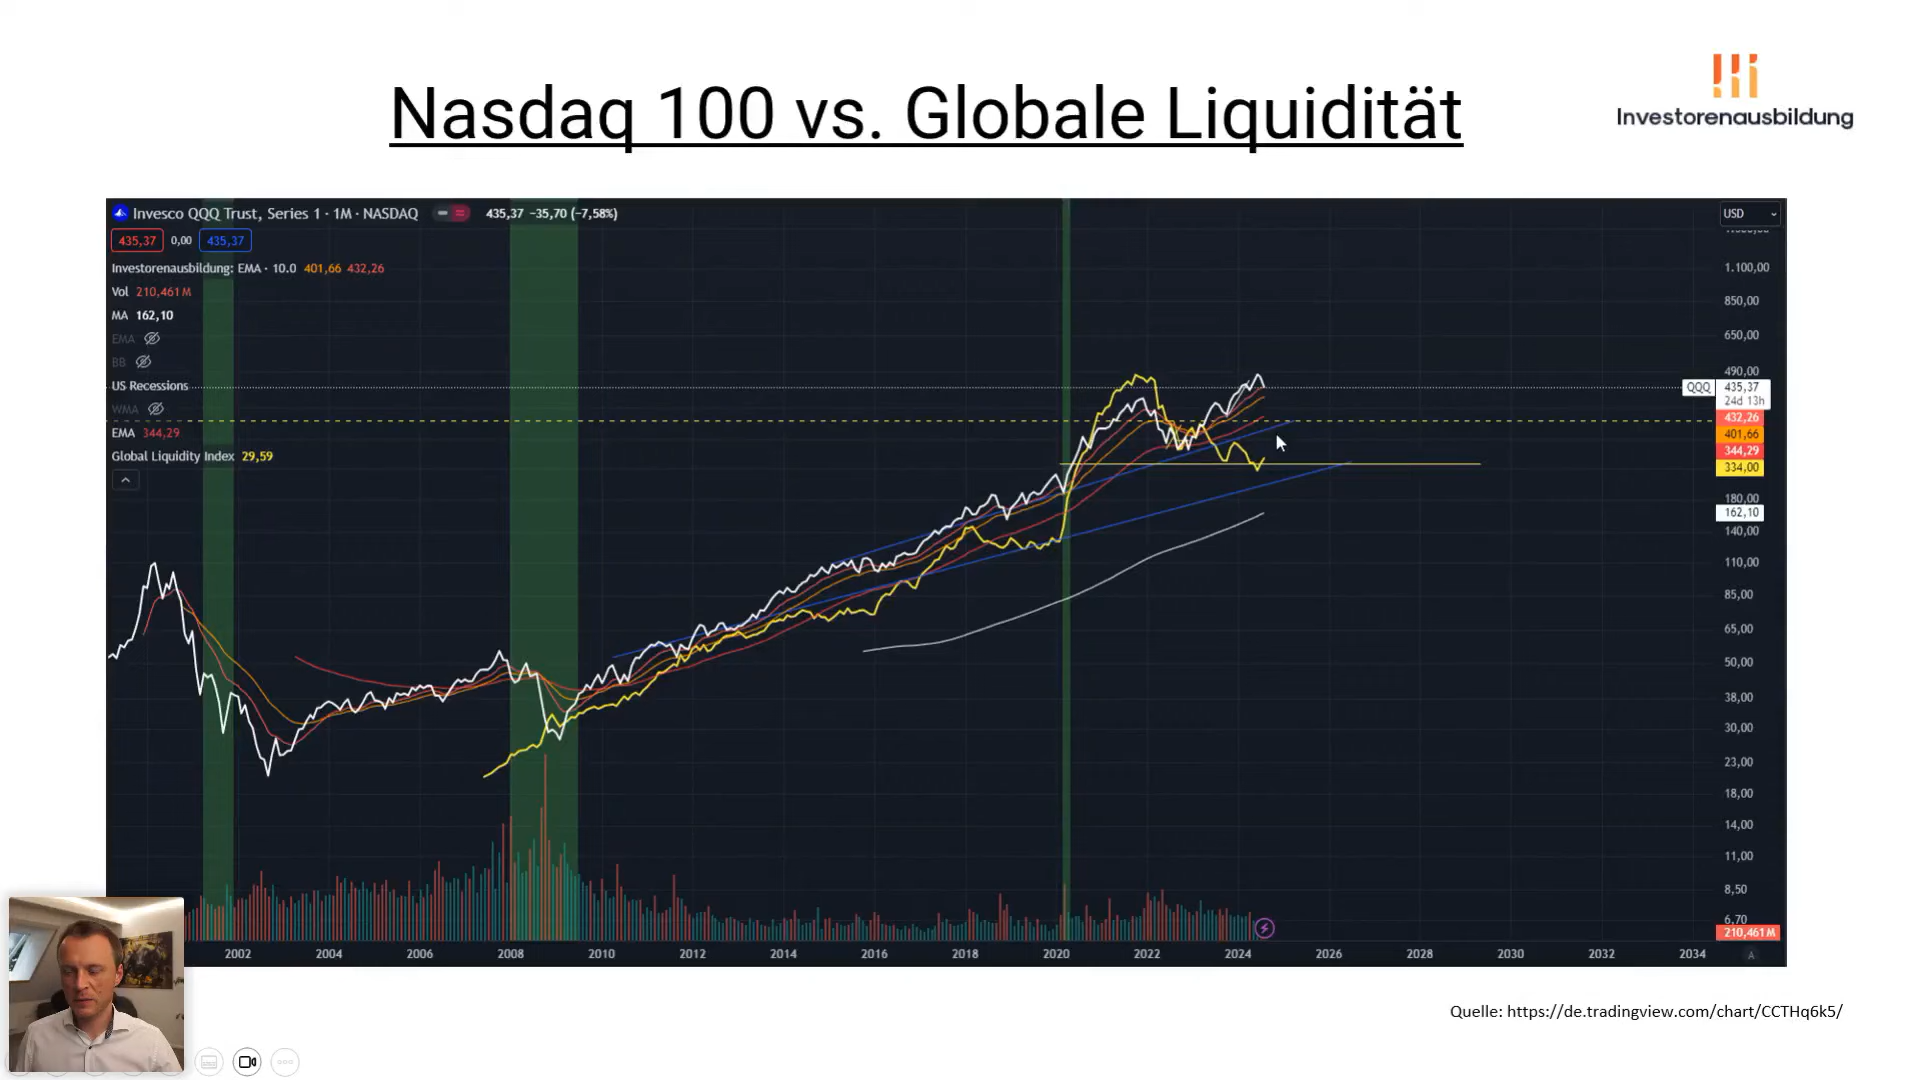 Nasdaq 100 vs. Globale Liquidität
Investorenausbildung
Invesco QQQ Trust, Series 1 · 1M · NASDAQ 435,37 −35,70 (−7,58%)
USD
435,37 0,00 435,37
Investorenausbildung: EMA · 10.0 401,66 432,26
Vol 210,461 M
MA 162,10
EMA
BB
US Recessions
WMA
EMA 344,29
Global Liquidity Index 29,59
1.100,00
850,00
650,00
490,00
QQQ 435,37
24d 13h
432,26
401,66
344,29
334,00
180,00
162,10
140,00
110,00
85,00
65,00
50,00
38,00
30,00
23,00
18,00
14,00
11,00
8,50
6,70
210,461 M
2002 2004 2006 2008 2010 2012 2014 2016 2018 2020 2022 2024 2026 2028 2030 2032 2034 A
Quelle: https://de.tradingview.com/chart/CCTHq6k5/